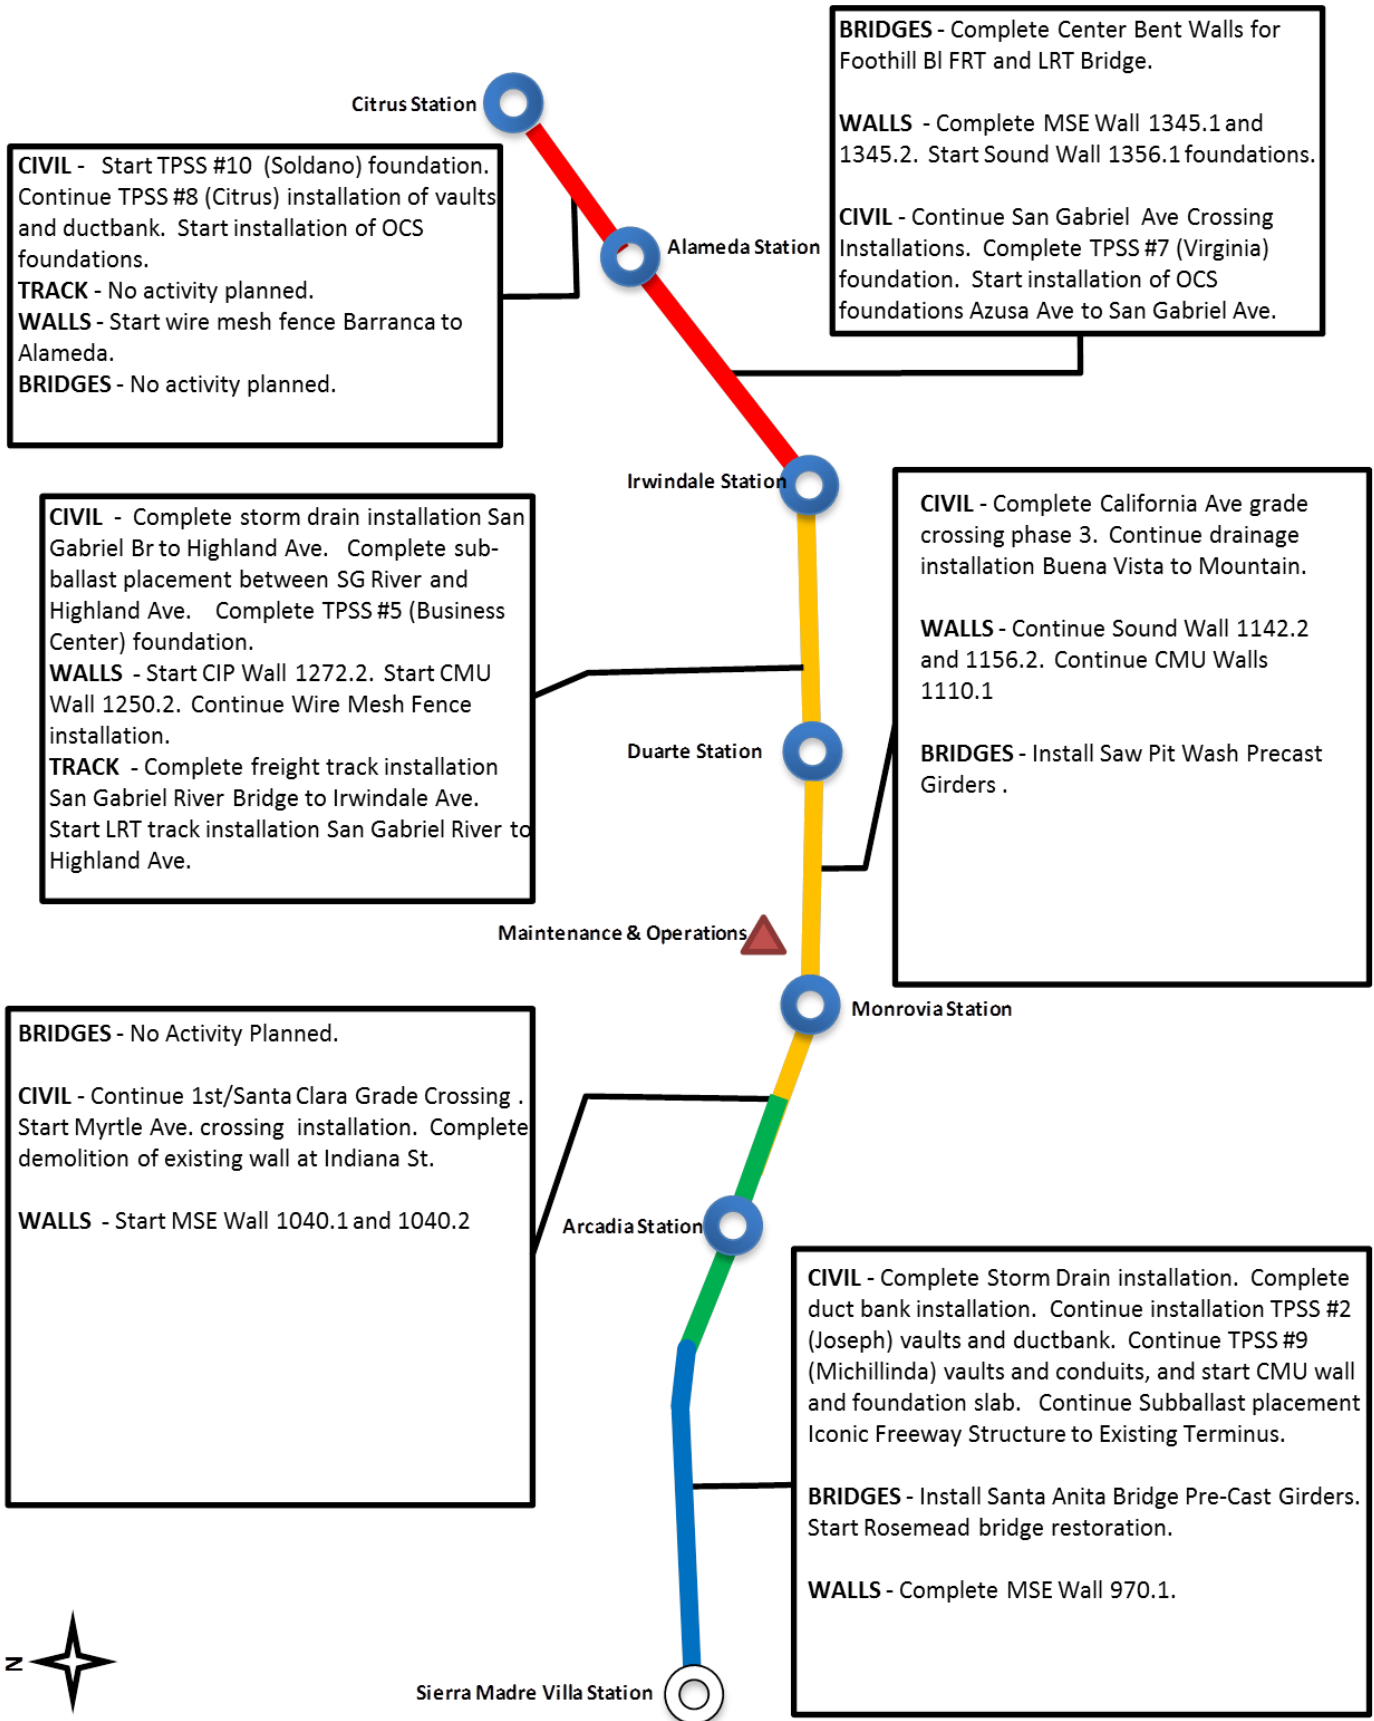 BRIDGES - Complete Center Bent Walls for
Foothill Bl FRT and LRT Bridge.
WALLS - Complete MSE Wall 1345.1 and
1345.2. Start Sound Wall 1356.1 foundations.
CIVIL - Continue San Gabriel Ave Crossing
Installations. Complete TPSS #7 (Virginia)
foundation. Start installation of OCS
foundations Azusa Ave to San Gabriel Ave.
Citrus Station
CIVIL - Start TPSS #10 (Soldano) foundation.
Continue TPSS #8 (Citrus) installation of vaults
and ductbank. Start installation of OCS
foundations.
TRACK - No activity planned.
WALLS - Start wire mesh fence Barranca to
Alameda.
BRIDGES - No activity planned.
Alameda Station
Irwindale Station
CIVIL - Complete storm drain installation San
Gabriel Br to Highland Ave. Complete sub-
ballast placement between SG River and
Highland Ave. Complete TPSS #5 (Business
Center) foundation.
WALLS - Start CIP Wall 1272.2. Start CMU
Wall 1250.2. Continue Wire Mesh Fence
installation.
TRACK - Complete freight track installation
San Gabriel River Bridge to Irwindale Ave.
Start LRT track installation San Gabriel River to
Highland Ave.
CIVIL - Complete California Ave grade
crossing phase 3. Continue drainage
installation Buena Vista to Mountain.
WALLS - Continue Sound Wall 1142.2
and 1156.2. Continue CMU Walls
1110.1
BRIDGES - Install Saw Pit Wash Precast
Girders .
Duarte Station
Maintenance & Operations
Monrovia Station
BRIDGES - No Activity Planned.
CIVIL - Continue 1st/Santa Clara Grade Crossing .
Start Myrtle Ave. crossing installation. Complete
demolition of existing wall at Indiana St.
WALLS - Start MSE Wall 1040.1 and 1040.2
Arcadia Station
CIVIL - Complete Storm Drain installation. Complete
duct bank installation. Continue installation TPSS #2
(Joseph) vaults and ductbank. Continue TPSS #9
(Michillinda) vaults and conduits, and start CMU wall
and foundation slab. Continue Subballast placement
Iconic Freeway Structure to Existing Terminus.
BRIDGES - Install Santa Anita Bridge Pre-Cast Girders.
Start Rosemead bridge restoration.
WALLS - Complete MSE Wall 970.1.
N
Sierra Madre Villa Station